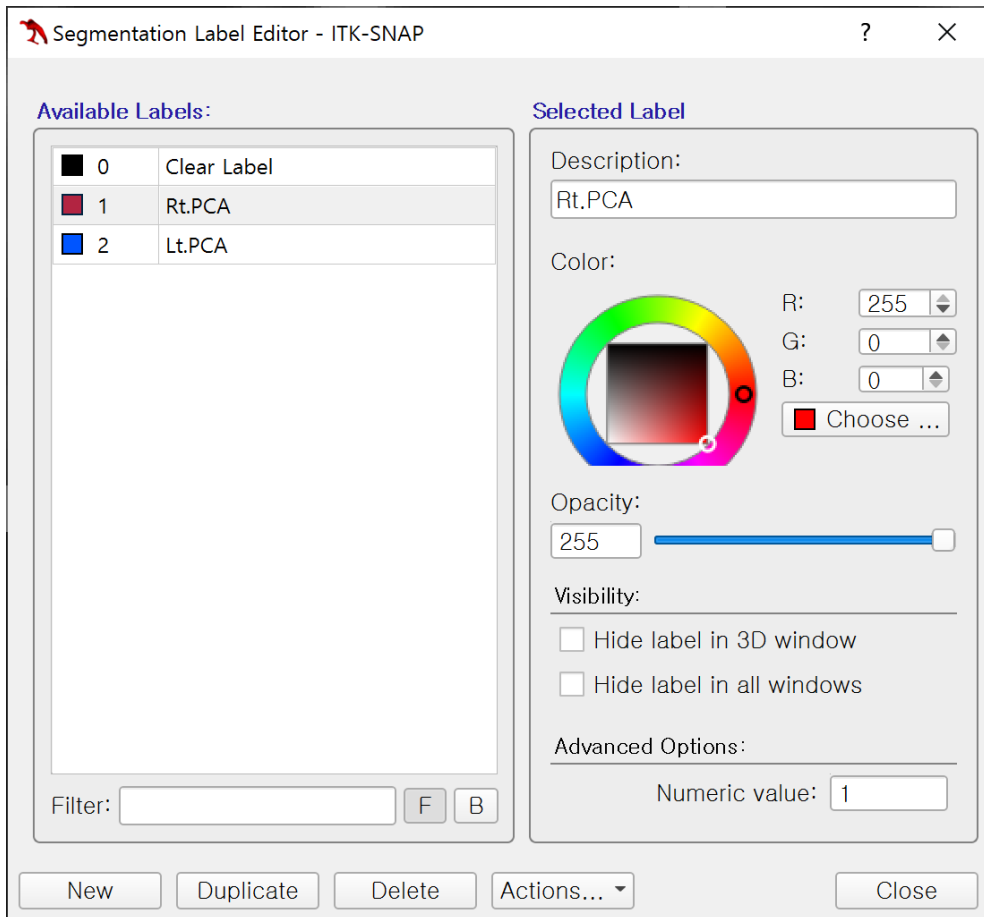 Segmentation Label Editor - ITK-SNAP
?
Available Labels:
0 Clear Label
1 Rt.PCA
2 Lt.PCA
Filter:
F
B
Selected Label
Description:
Rt.PCA
Color:
R: 255
G: 0
B: 0
Choose ...
Opacity:
255
Visibility:
Hide label in 3D window
Hide label in all windows
Advanced Options:
Numeric value: 1
New
Duplicate
Delete
Actions...
Close